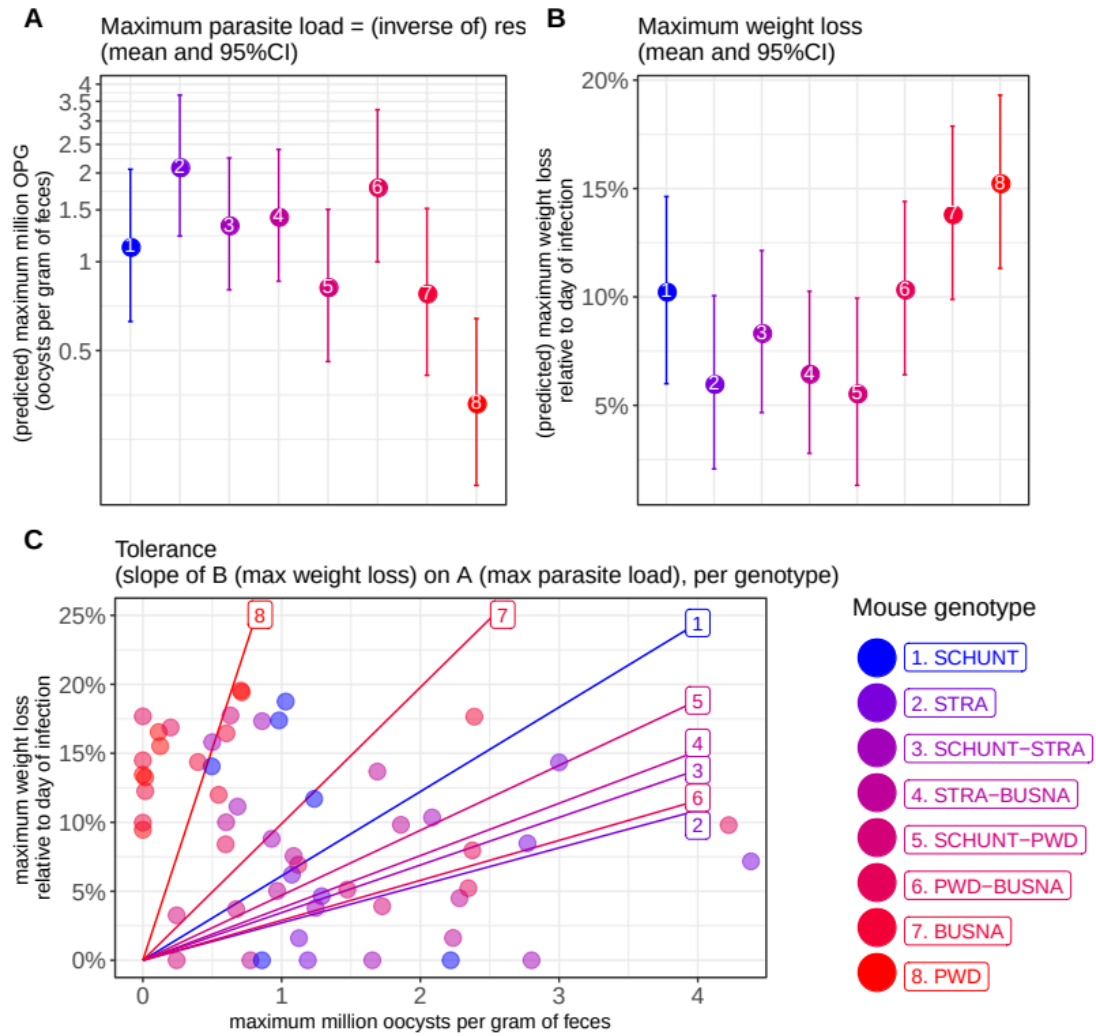 A
Maximum parasite load = (inverse of) res
(mean and 95%CI)
(predicted) maximum million OPG
(oocysts per gram of feces)
4
3.5
3
2.5
2
1.5
1
0.5
1
2
3
4
5
6
7
8
B
Maximum weight loss
(mean and 95%CI)
(predicted) maximum weight loss
relative to day of infection
20%
15%
10%
5%
1
2
3
4
5
6
7
8
C
Tolerance
(slope of B (max weight loss) on A (max parasite load), per genotype)
maximum weight loss
relative to day of infection
25%
20%
15%
10%
5%
0%
8
7
1
5
4
3
6
2
0
1
2
3
4
maximum million oocysts per gram of feces
Mouse genotype
1. SCHUNT
2. STRA
3. SCHUNT−STRA
4. STRA−BUSNA
5. SCHUNT−PWD
6. PWD−BUSNA
7. BUSNA
8. PWD